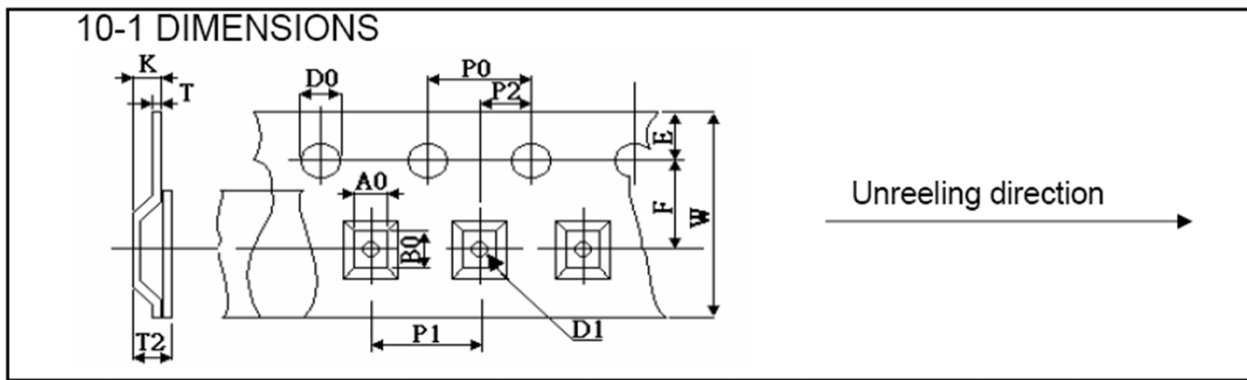 10-1 DIMENSIONS
K
T
D0
P0
P2
E
A0
F
W
B0
Unreeling direction
T2
P1
D1